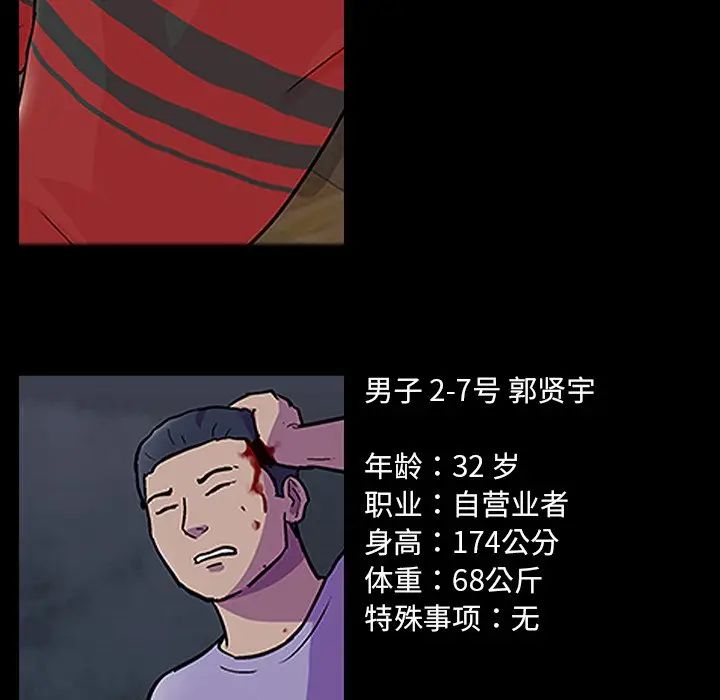 男子 2-7号 郭贤宇
年龄：32 岁
职业：自营业者
身高：174公分
体重：68公斤
特殊事项：无